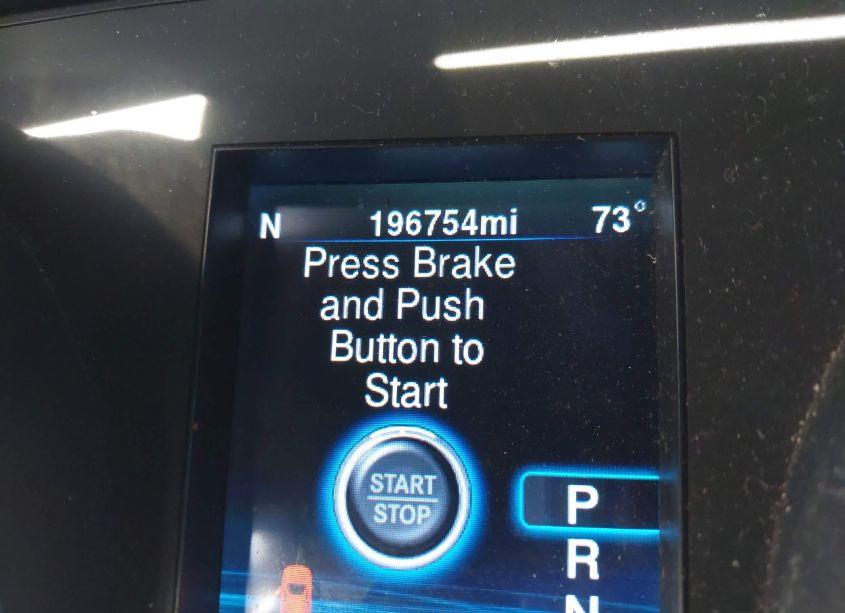 N 196754mi 73°
Press Brake
and Push
Button to
Start
START
STOP
P
R
N